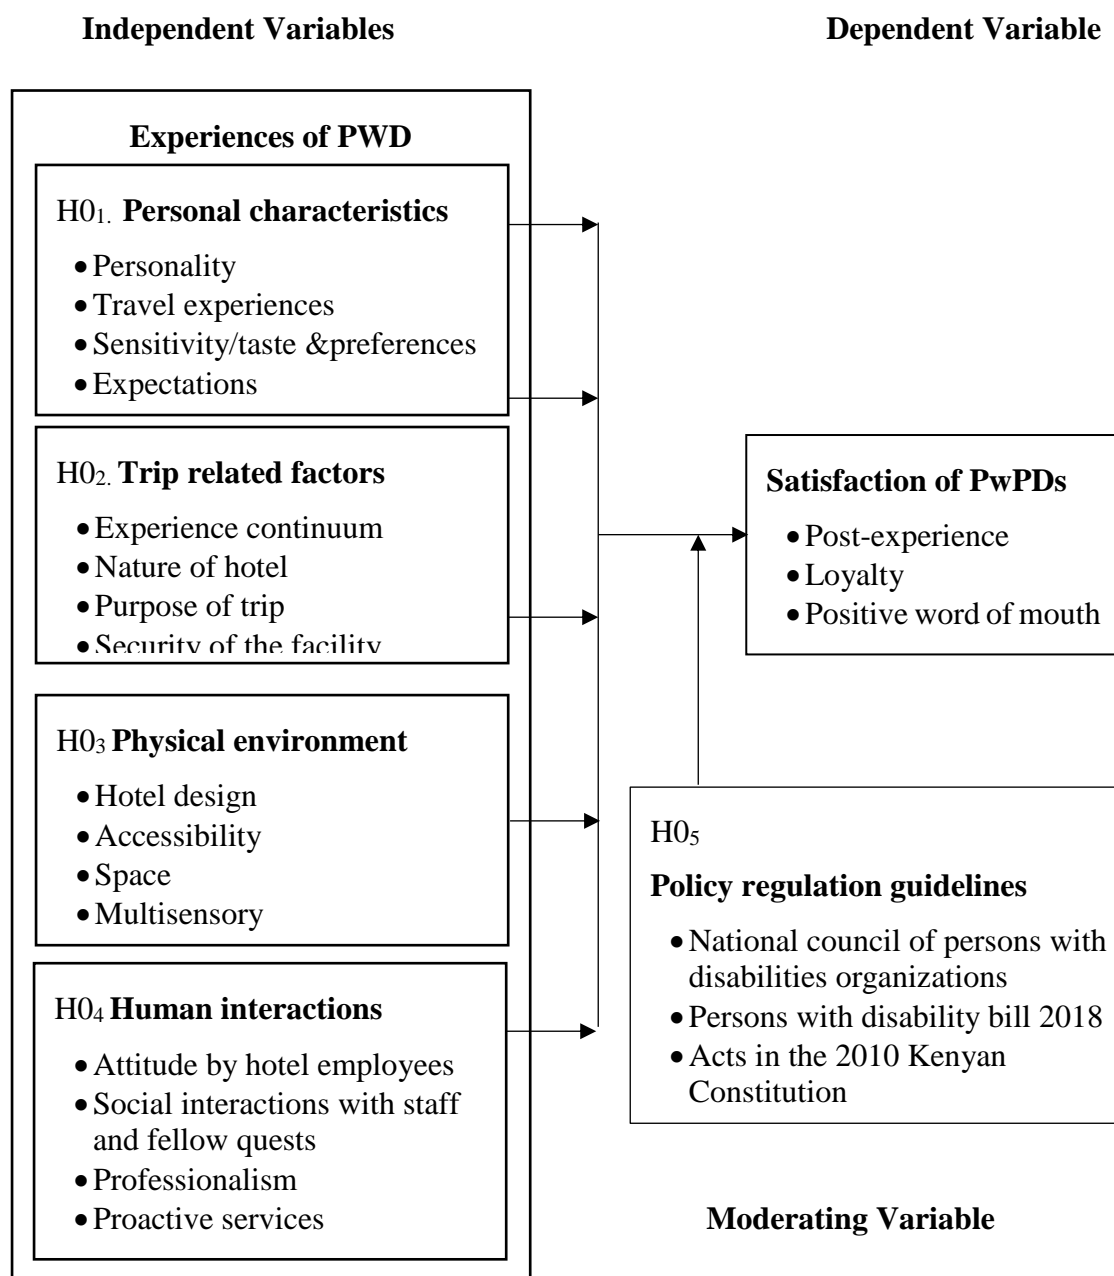 Independent Variables
Dependent Variable
Experiences of PWD
H0₁. Personal characteristics
• Personality
• Travel experiences
• Sensitivity/taste &preferences
• Expectations
H0₂. Trip related factors
• Experience continuum
• Nature of hotel
• Purpose of trip
• Security of the facility
H0₃ Physical environment
• Hotel design
• Accessibility
• Space
• Multisensory
H0₄ Human interactions
• Attitude by hotel employees
• Social interactions with staff
and fellow quests
• Professionalism
• Proactive services
Satisfaction of PwPDs
• Post-experience
• Loyalty
• Positive word of mouth
H0₅
Policy regulation guidelines
• National council of persons with
disabilities organizations
• Persons with disability bill 2018
• Acts in the 2010 Kenyan
Constitution
Moderating Variable